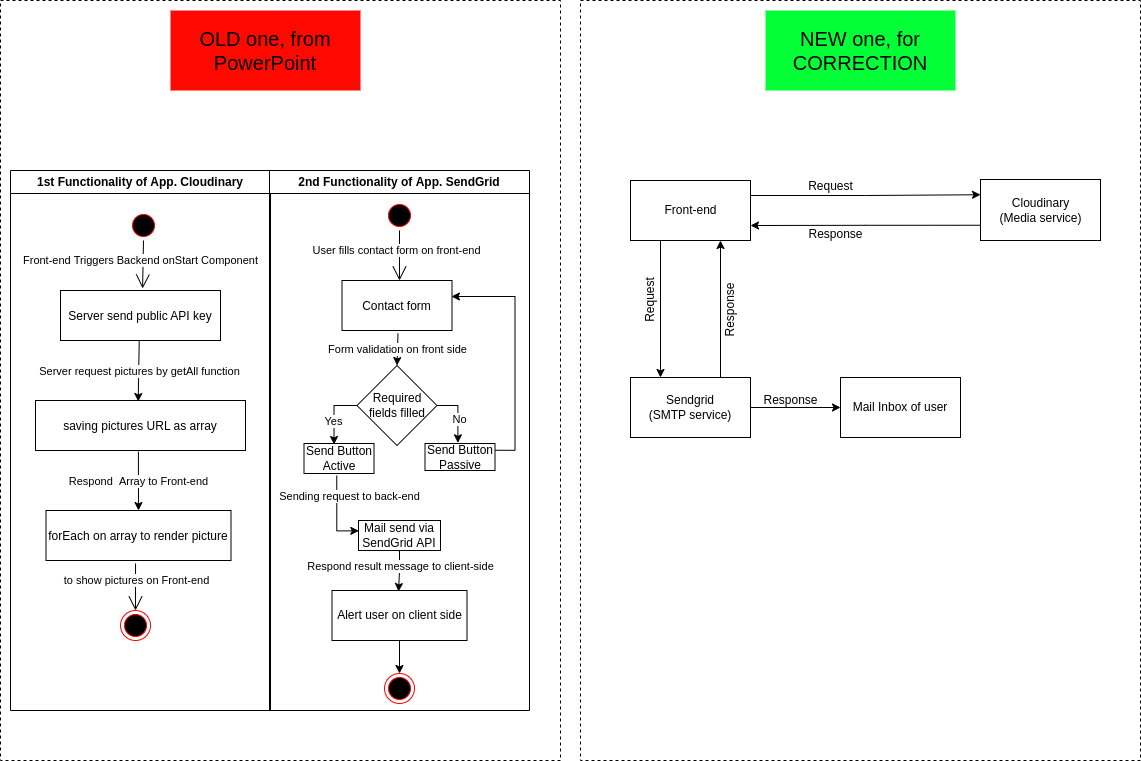 OLD one, from
PowerPoint
1st Functionality of App. Cloudinary
Front-end Triggers Backend onStart Component
Server send public API key
Server request pictures by getAll function
saving pictures URL as array
Respond  Array to Front-end
forEach on array to render picture
to show pictures on Front-end
2nd Functionality of App. SendGrid
User fills contact form on front-end
Contact form
Form validation on front side
Required
fields filled
Yes
No
Send Button
Active
Send Button
Passive
Sending request to back-end
Mail send via
SendGrid API
Respond result message to client-side
Alert user on client side
NEW one, for
CORRECTION
Front-end
Request
Response
Cloudinary
(Media service)
Request
Response
Sendgrid
(SMTP service)
Response
Mail Inbox of user